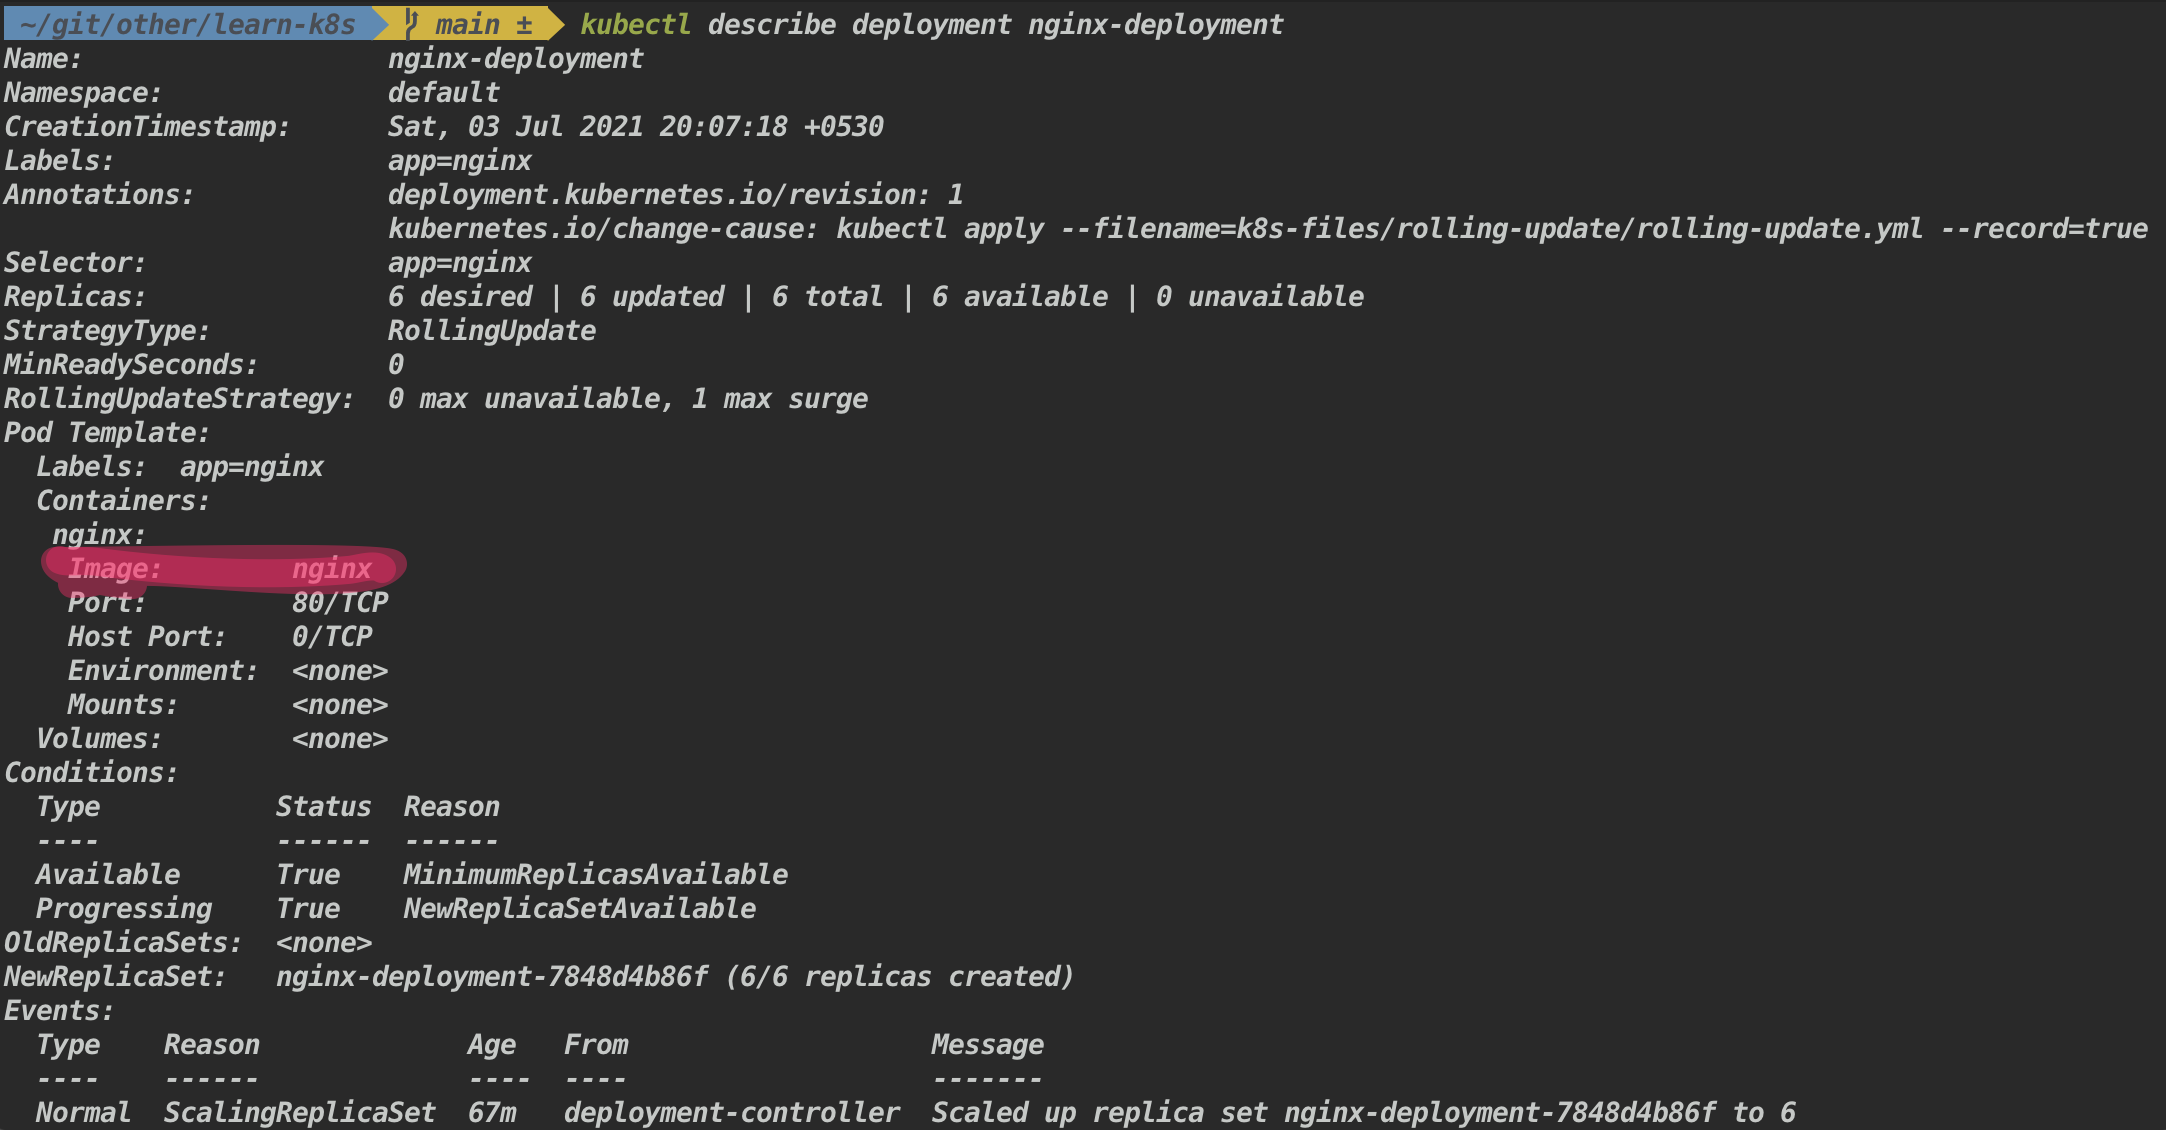 ~/git/other/learn-k8s main ± kubectl describe deployment nginx-deployment
Name:                   nginx-deployment
Namespace:              default
CreationTimestamp:      Sat, 03 Jul 2021 20:07:18 +0530
Labels:                 app=nginx
Annotations:            deployment.kubernetes.io/revision: 1
                        kubernetes.io/change-cause: kubectl apply --filename=k8s-files/rolling-update/rolling-update.yml --record=true
Selector:               app=nginx
Replicas:               6 desired | 6 updated | 6 total | 6 available | 0 unavailable
StrategyType:           RollingUpdate
MinReadySeconds:        0
RollingUpdateStrategy:  0 max unavailable, 1 max surge
Pod Template:
  Labels:  app=nginx
  Containers:
   nginx:
    Image:        nginx
    Port:         80/TCP
    Host Port:    0/TCP
    Environment:  <none>
    Mounts:       <none>
  Volumes:        <none>
Conditions:
  Type           Status  Reason
  ----           ------  ------
  Available      True    MinimumReplicasAvailable
  Progressing    True    NewReplicaSetAvailable
OldReplicaSets:  <none>
NewReplicaSet:   nginx-deployment-7848d4b86f (6/6 replicas created)
Events:
  Type    Reason             Age   From                   Message
  ----    ------             ----  ----                   -------
  Normal  ScalingReplicaSet  67m   deployment-controller  Scaled up replica set nginx-deployment-7848d4b86f to 6